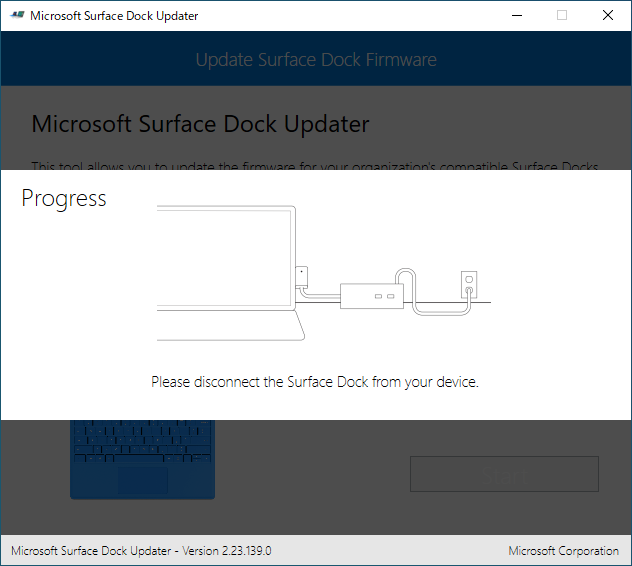 Microsoft Surface Dock Updater
Update Surface Dock Firmware
Microsoft Surface Dock Updater
This tool allows you to update the firmware for your organization's compatible Surface Docks
Progress
Please disconnect the Surface Dock from your device.
Microsoft Surface Dock Updater - Version 2.23.139.0
Microsoft Corporation